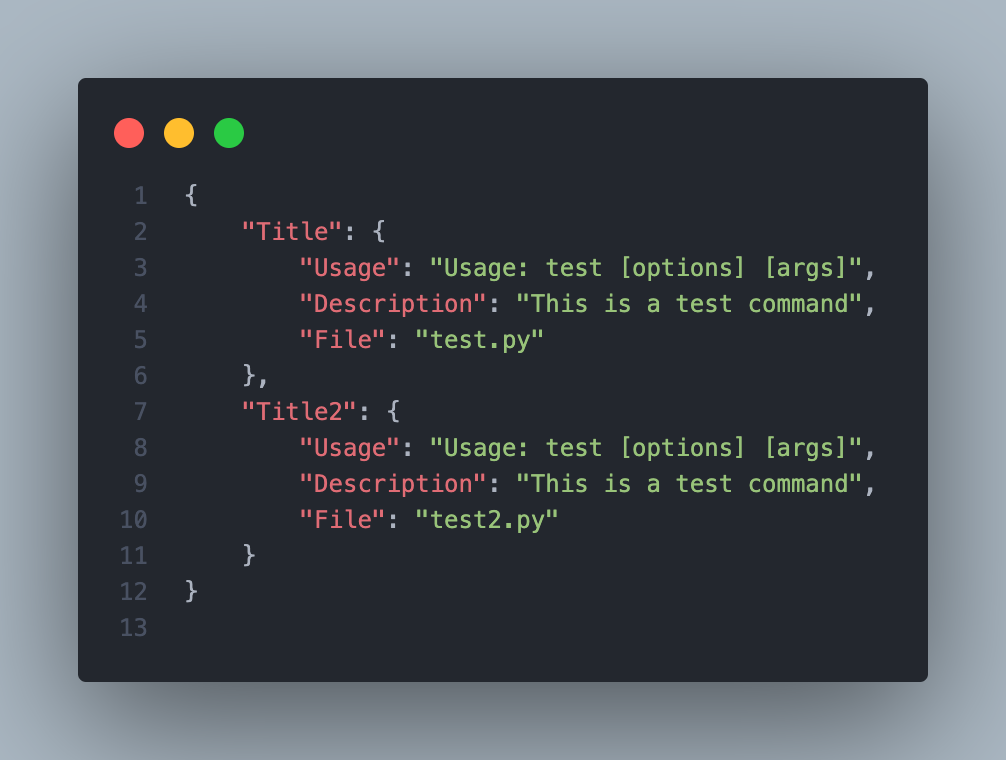 1 {
2     "Title": {
3         "Usage": "Usage: test [options] [args]",
4         "Description": "This is a test command",
5         "File": "test.py"
6     },
7     "Title2": {
8         "Usage": "Usage: test [options] [args]",
9         "Description": "This is a test command",
10         "File": "test2.py"
11     }
12 }
13